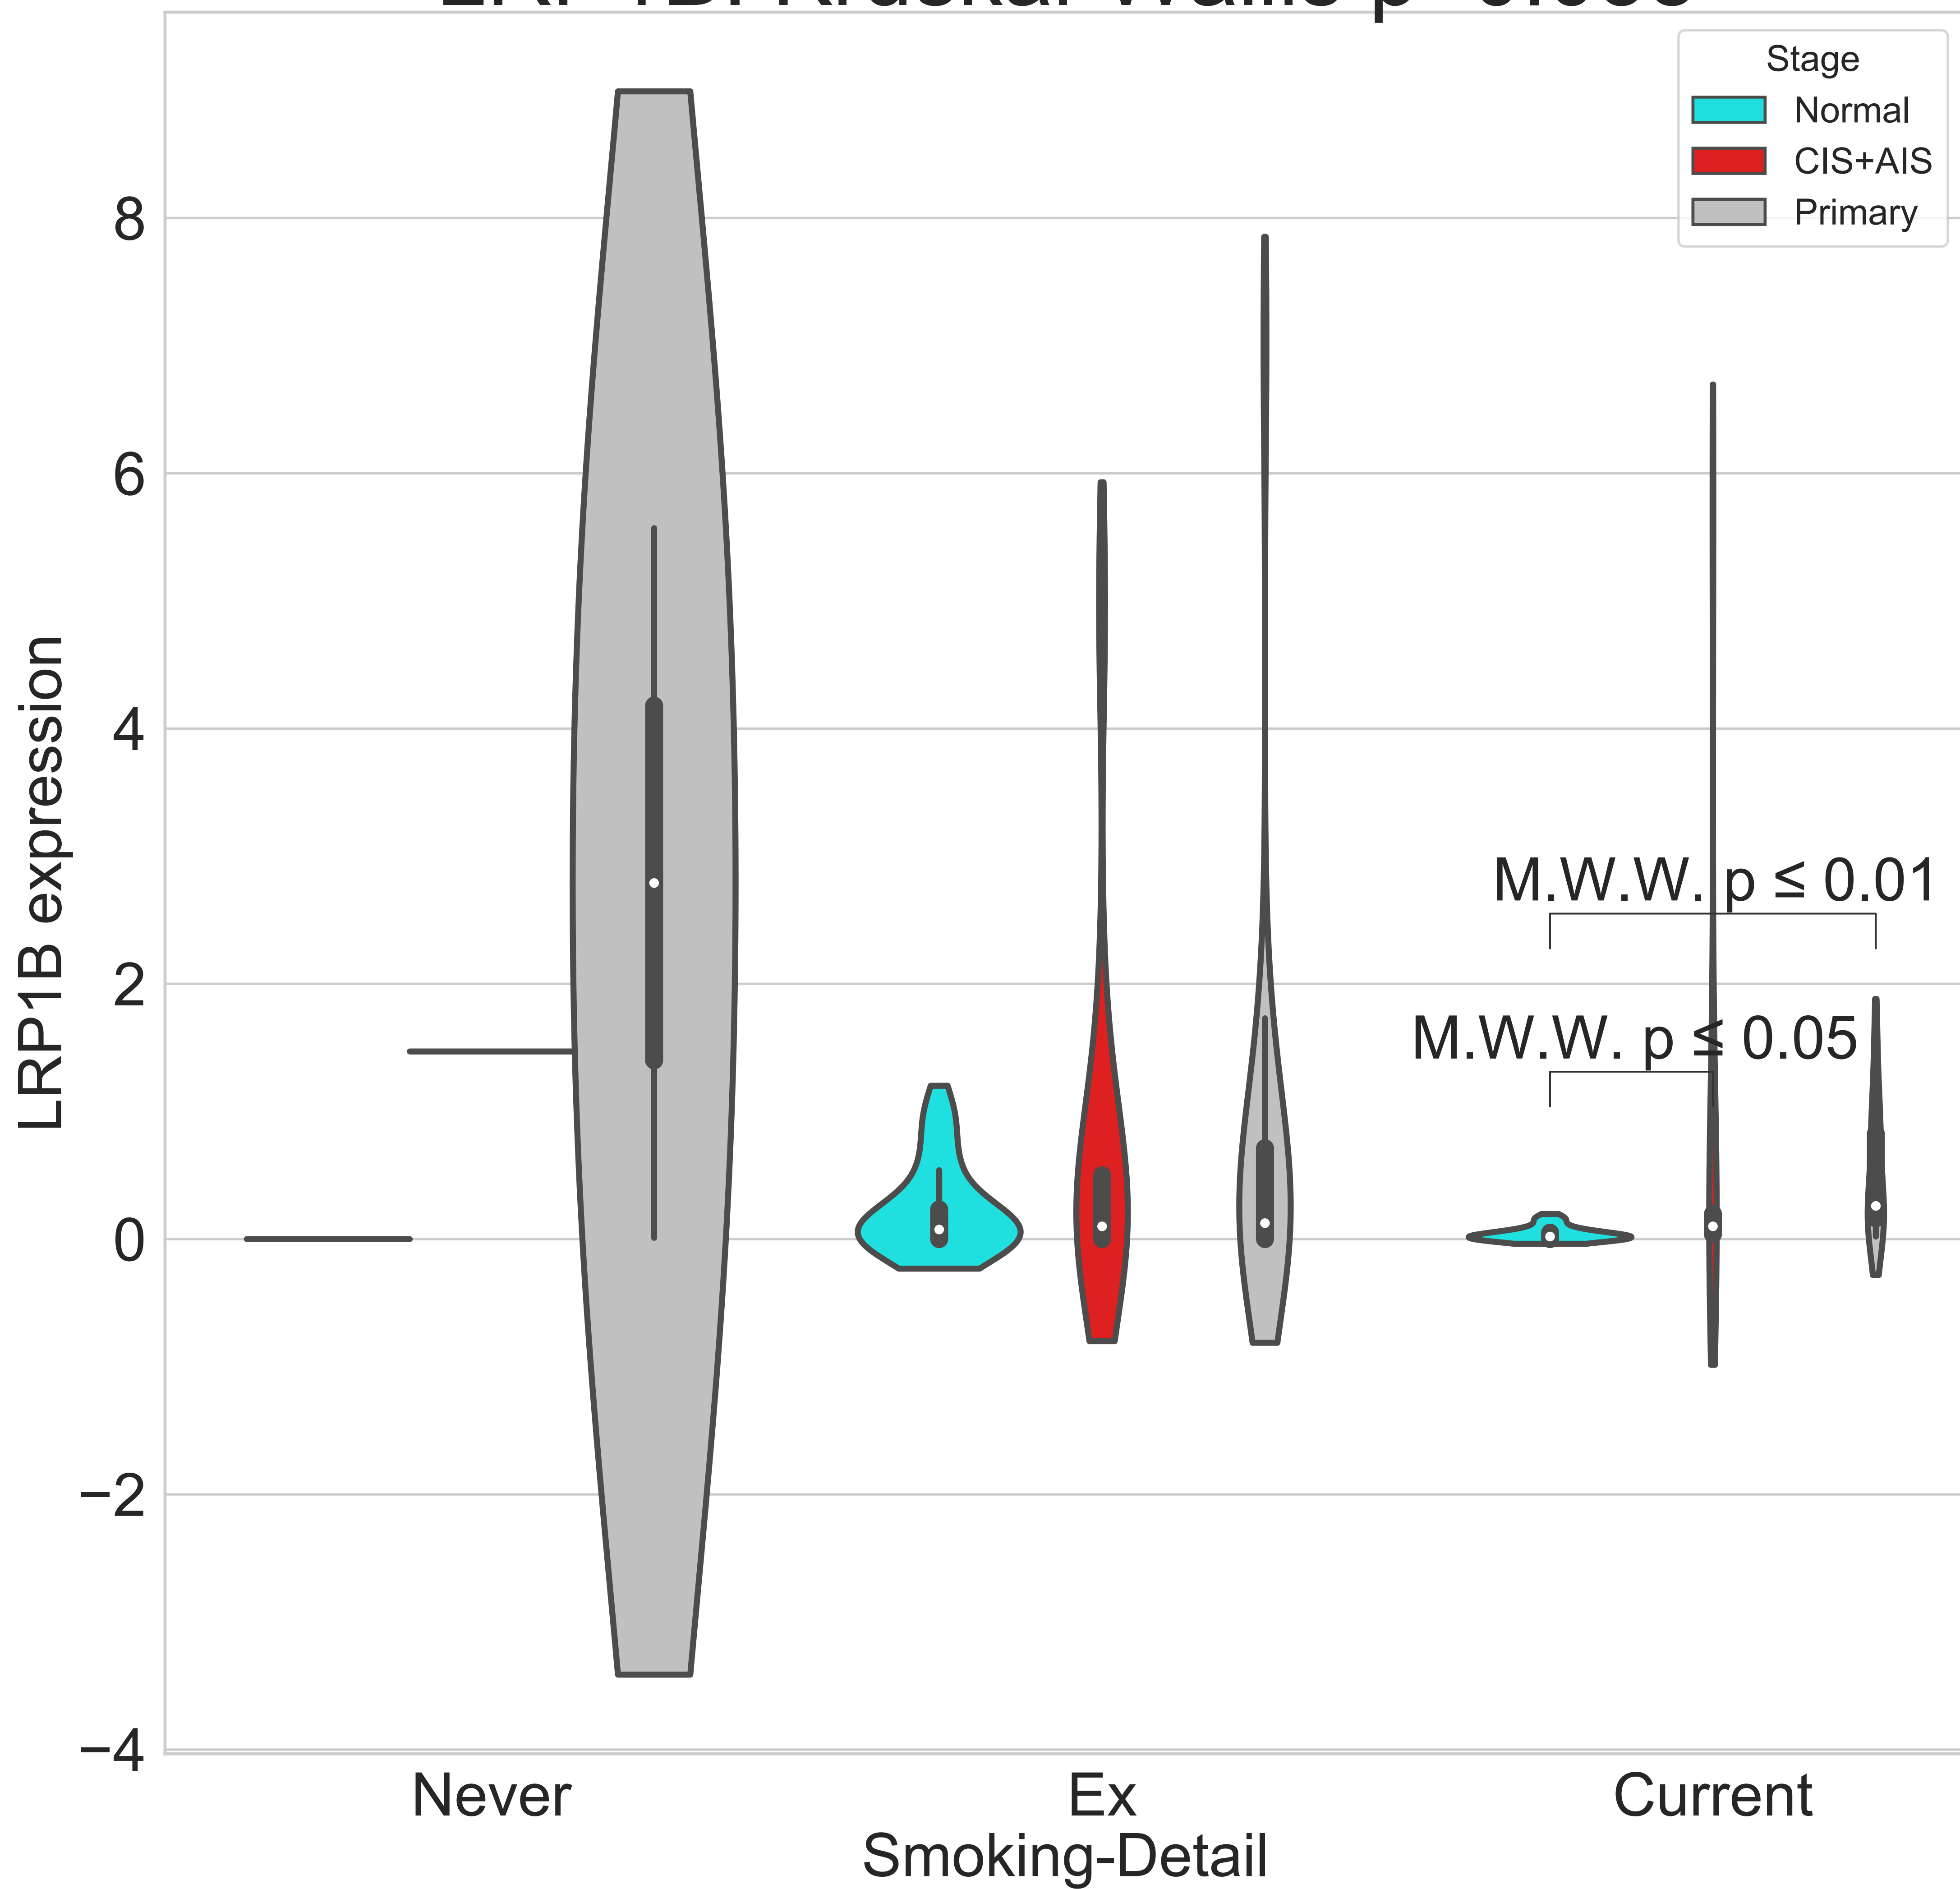 Stage
Normal
CIS+AIS
Primary
8
6
4
2
0
−2
−4
LRP1B expression
M.W.W. p ≤ 0.01
M.W.W. p ≤ 0.05
Never
Ex
Current
Smoking-Detail